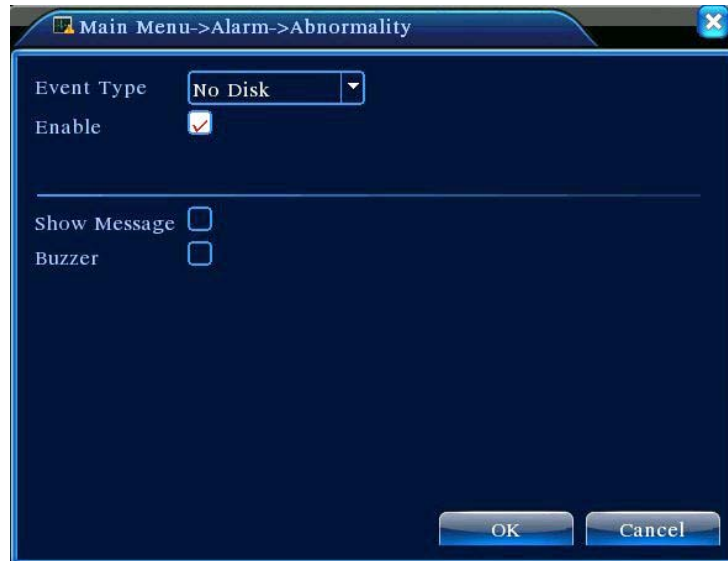 Main Menu->Alarm->Abnormality
Event Type No Disk
Enable
Show Message
Buzzer
OK Cancel